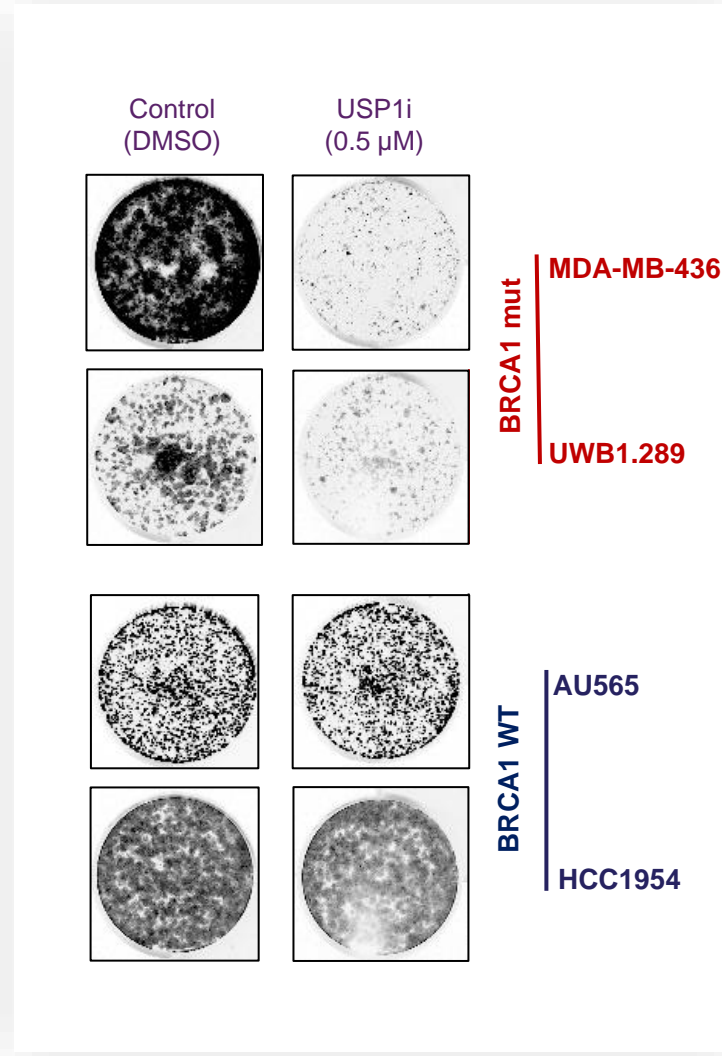 Control
(DMSO)
USP1i
(0.5 µM)
BRCA1 mut
MDA-MB-436
UWB1.289
BRCA1 WT
AU565
HCC1954